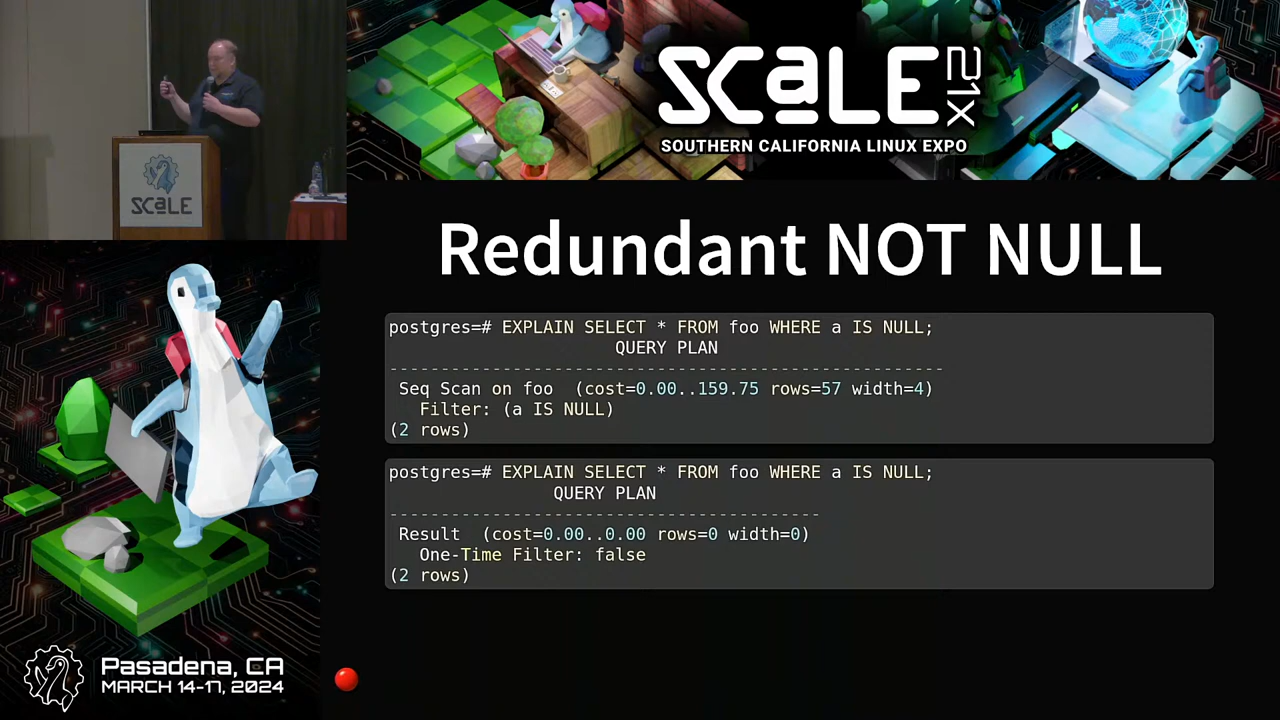 SCaLE
21X
SOUTHERN CALIFORNIA LINUX EXPO
SCaLE
Redundant NOT NULL
postgres=# EXPLAIN SELECT * FROM foo WHERE a IS NULL;
QUERY PLAN
------------------------------------------------------
Seq Scan on foo  (cost=0.00..159.75 rows=57 width=4)
Filter: (a IS NULL)
(2 rows)
postgres=# EXPLAIN SELECT * FROM foo WHERE a IS NULL;
QUERY PLAN
------------------------------------------
Result  (cost=0.00..0.00 rows=0 width=0)
One-Time Filter: false
(2 rows)
Pasadena, CA
MARCH 14-17, 2024